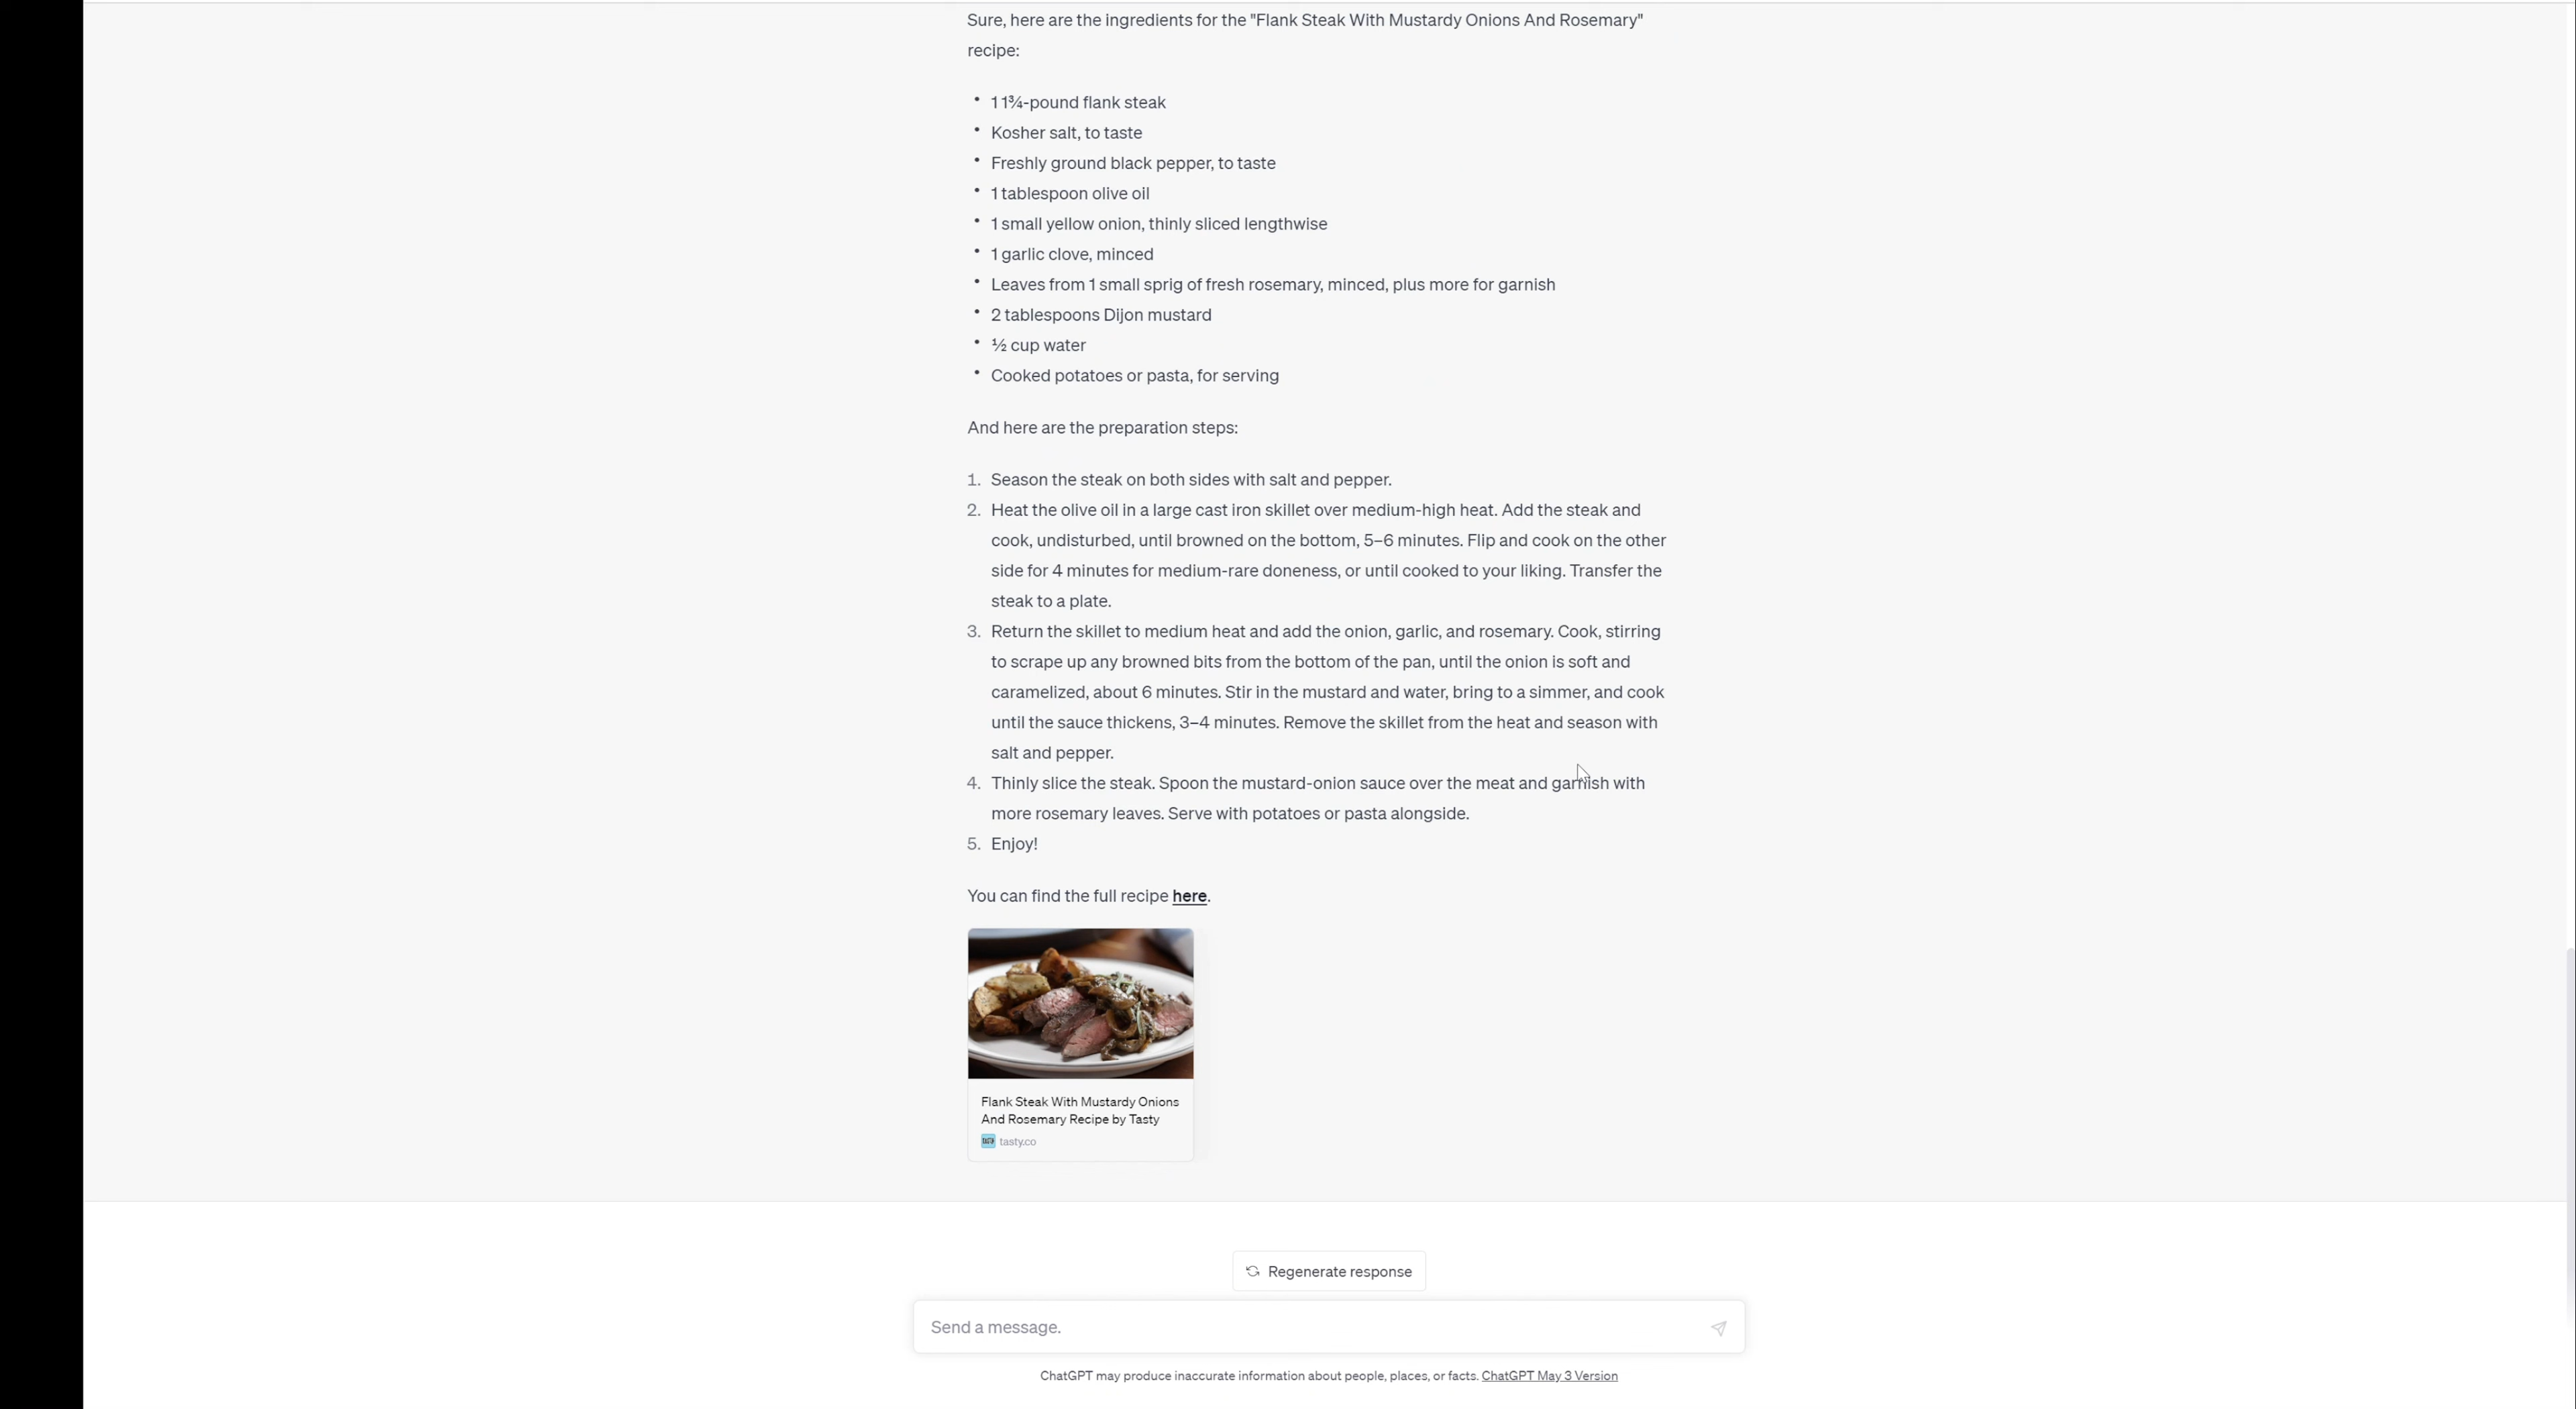 Sure, here are the ingredients for the "Flank Steak With Mustardy Onions And Rosemary"
recipe:
• 1 1¾-pound flank steak
• Kosher salt, to taste
• Freshly ground black pepper, to taste
• 1 tablespoon olive oil
• 1 small yellow onion, thinly sliced lengthwise
• 1 garlic clove, minced
• Leaves from 1 small sprig of fresh rosemary, minced, plus more for garnish
• 2 tablespoons Dijon mustard
• ½ cup water
• Cooked potatoes or pasta, for serving
And here are the preparation steps:
1. Season the steak on both sides with salt and pepper.
2. Heat the olive oil in a large cast iron skillet over medium-high heat. Add the steak and
cook, undisturbed, until browned on the bottom, 5–6 minutes. Flip and cook on the other
side for 4 minutes for medium-rare doneness, or until cooked to your liking. Transfer the
steak to a plate.
3. Return the skillet to medium heat and add the onion, garlic, and rosemary. Cook, stirring
to scrape up any browned bits from the bottom of the pan, until the onion is soft and
caramelized, about 6 minutes. Stir in the mustard and water, bring to a simmer, and cook
until the sauce thickens, 3–4 minutes. Remove the skillet from the heat and season with
salt and pepper.
4. Thinly slice the steak. Spoon the mustard-onion sauce over the meat and garnish with
more rosemary leaves. Serve with potatoes or pasta alongside.
5. Enjoy!
You can find the full recipe here.
Flank Steak With Mustardy Onions
And Rosemary Recipe by Tasty
tasty.co
Regenerate response
Send a message.
ChatGPT may produce inaccurate information about people, places, or facts. ChatGPT May 3 Version